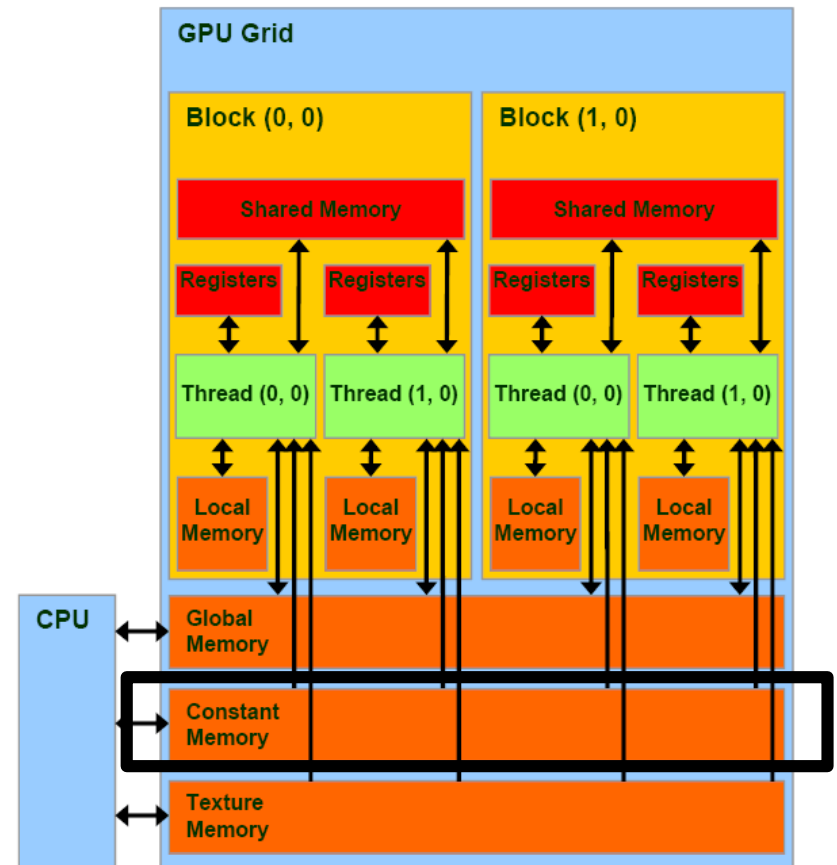 GPU Grid
Block (0, 0)
Block (1, 0)
Shared Memory
Shared Memory
Registers
Registers
Registers
Registers
Thread (0, 0)
Thread (1, 0)
Thread (0, 0)
Thread (1, 0)
Local
Memory
Local
Memory
Local
Memory
Local
Memory
CPU
Global
Memory
Constant
Memory
Texture
Memory